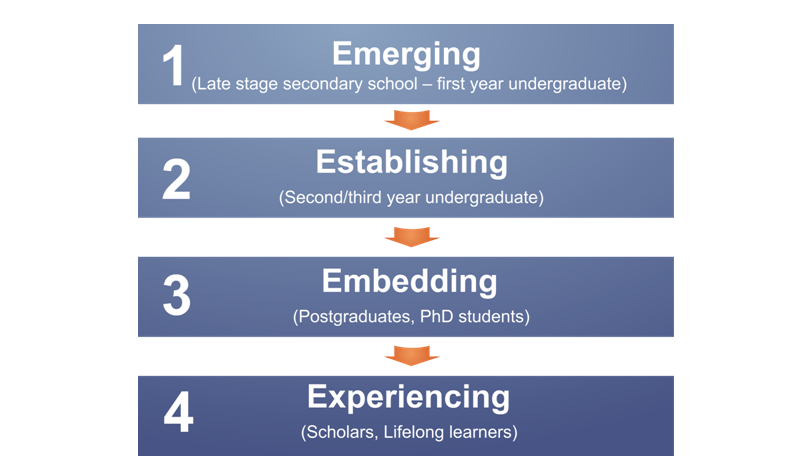 1
Emerging
(Late stage secondary school – first year undergraduate)
2
Establishing
(Second/third year undergraduate)
3
Embedding
(Postgraduates, PhD students)
4
Experiencing
(Scholars, Lifelong learners)